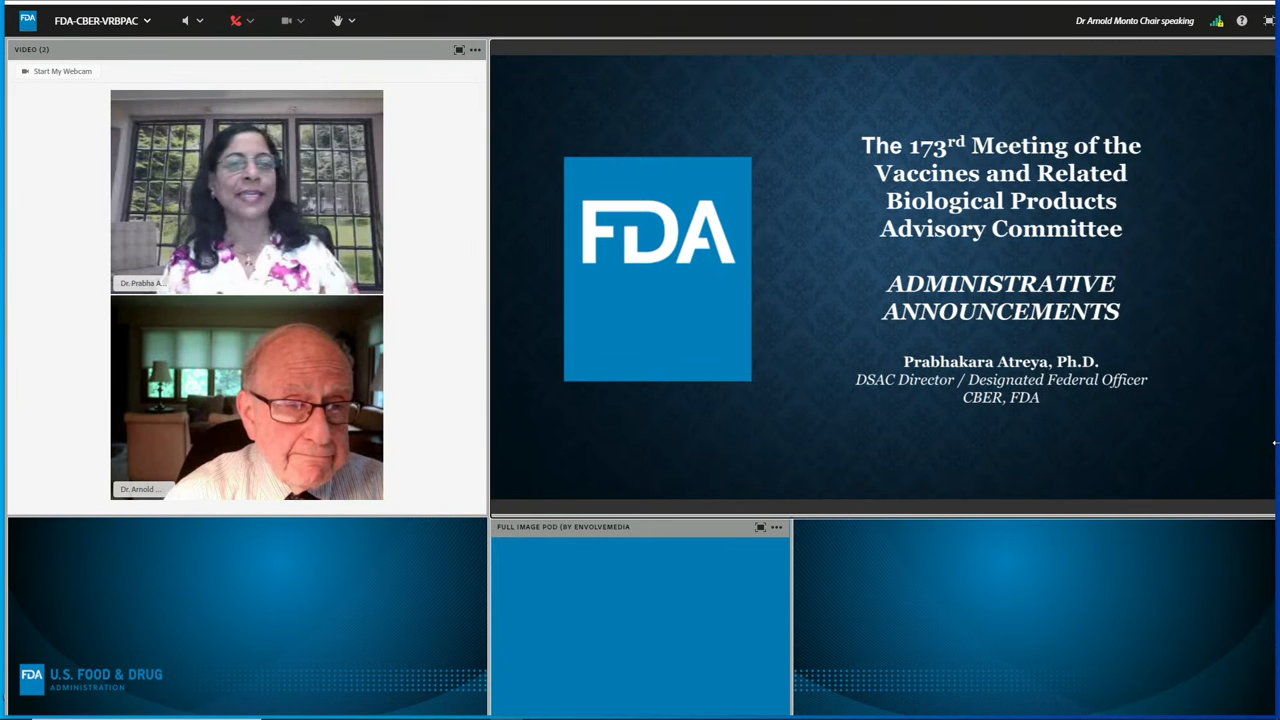 FDA
FDA-CBER-VRBPAC
Dr Arnold Monto Chair speaking
VIDEO (2)
Start My Webcam
Dr. Prabha A...
Dr. Arnold ...
FDA
The 173rd Meeting of the
Vaccines and Related
Biological Products
Advisory Committee
ADMINISTRATIVE
ANNOUNCEMENTS
Prabhakara Atreya, Ph.D.
DSAC Director / Designated Federal Officer
CBER, FDA
FULL IMAGE POD (BY ENVOLVEMEDIA
FDA
U.S. FOOD & DRUG
ADMINISTRATION